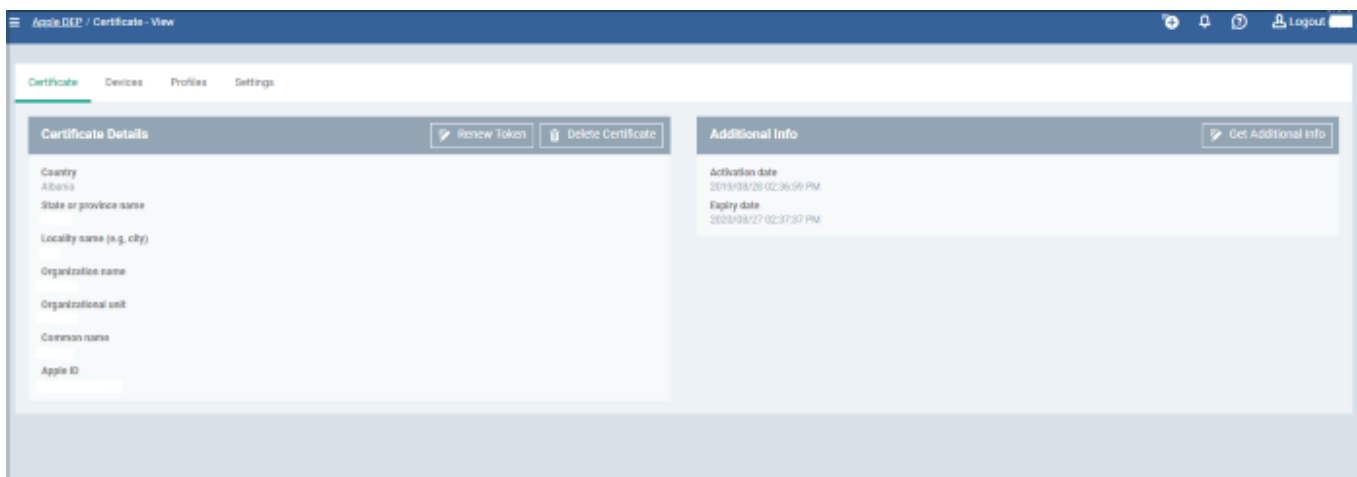 Apple DEP / Certificate - View
Logout
Certificate Devices Profiles Settings
Certificate Details
Renew Token
Delete Certificate
Country
Albania
State or province name
Locality name (e.g, city)
Organization name
Organizational unit
Common name
Apple ID
Additional Info
Get Additional Info
Activation date
2019/08/28 02:36:59 PM
Expiry date
2020/08/27 02:37:37 PM